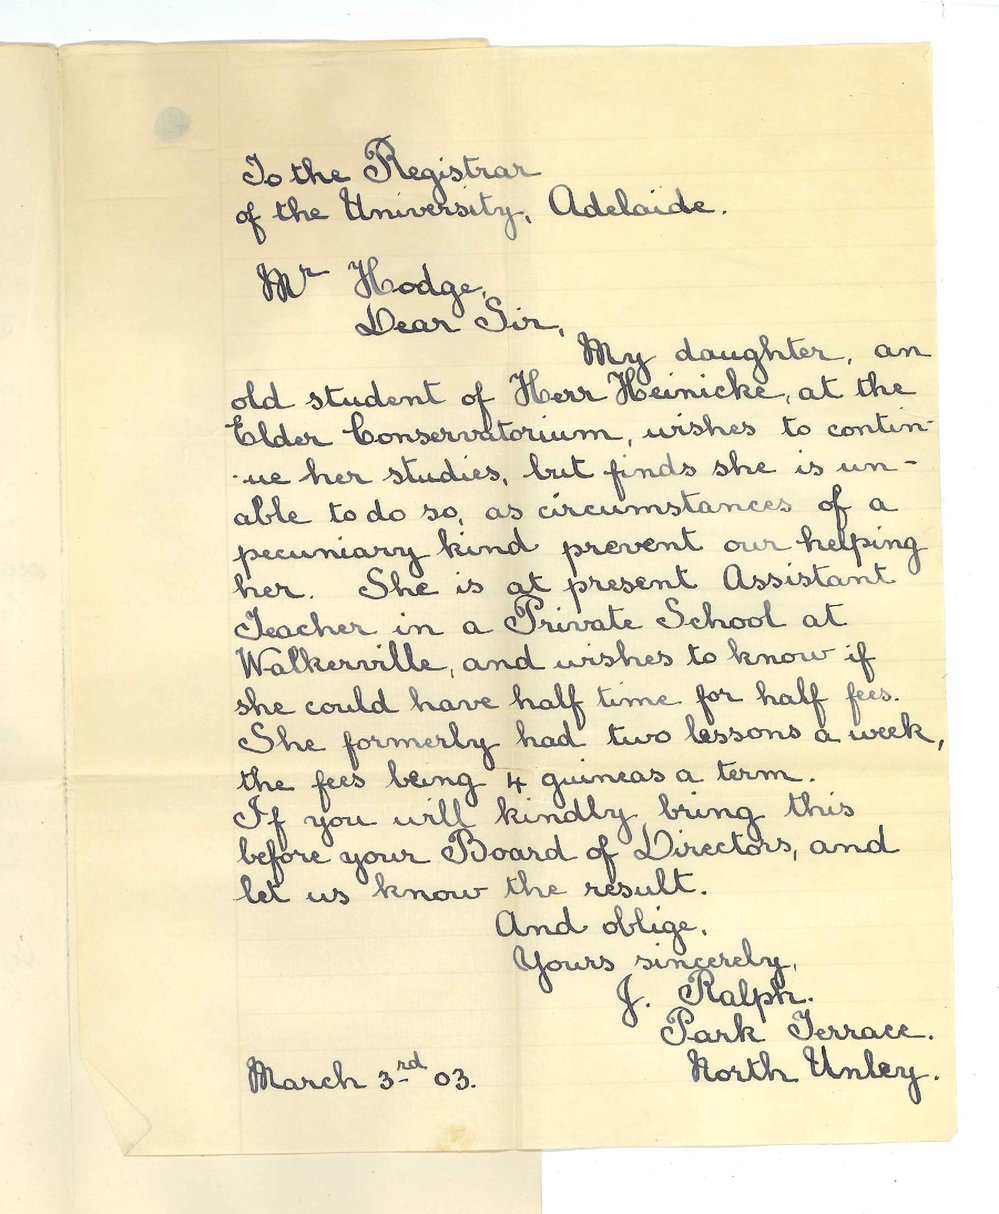 To the Registrar
of the University, Adelaide.
Mr Hodge,
Dear Sir,
My daughter, an
old student of Herr Heinicke, at the
Elder Conservatorium, wishes to contin-
-ue her studies, but finds she is un-
able to do so, as circumstances of a
pecuniary kind prevent our helping
her. She is at present Assistant
Teacher in a Private School at
Walkerville, and wishes to know if
she could have half time for half fees.
She formerly had two lessons a week,
the fees being 4 guineas a term.
If you will kindly bring this
before your Board of Directors, and
let us know the result.
And oblige,
Yours sincerely,
J. Ralph.
Park Terrace.
North Unley.
March 3rd 03.